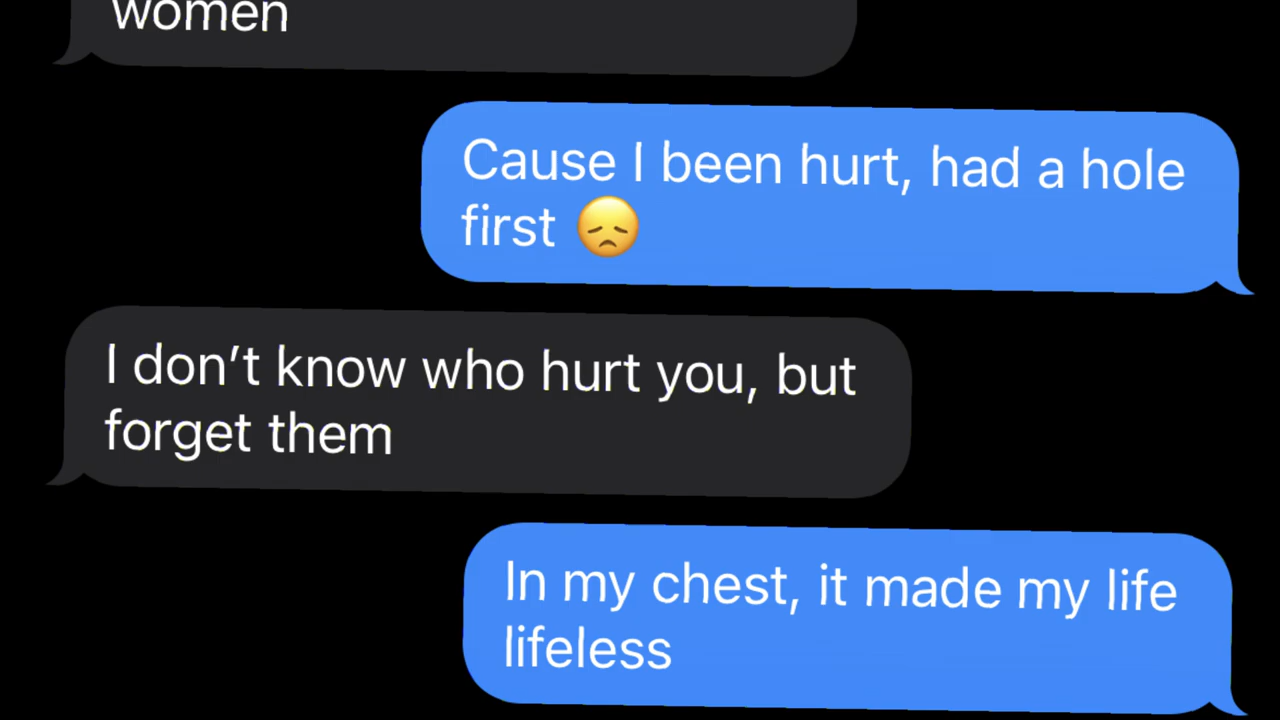 women
Cause I been hurt, had a hole
first 😞
I don’t know who hurt you, but
forget them
In my chest, it made my life
lifeless